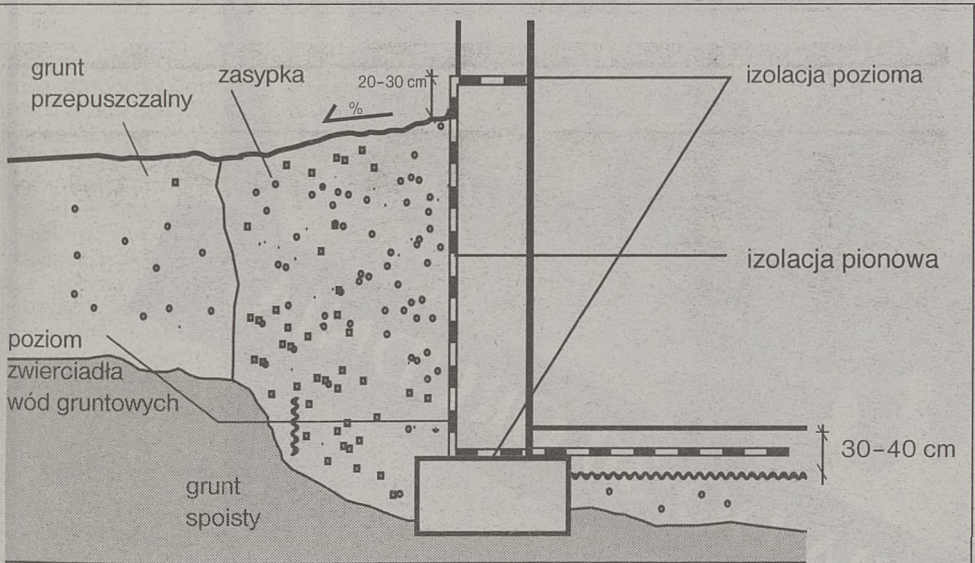 grunt
przepuszczalny
zasypka
20–30 cm
%
izolacja pozioma
izolacja pionowa
poziom
zwierciadła
wód gruntowych
30–40 cm
grunt
spoisty